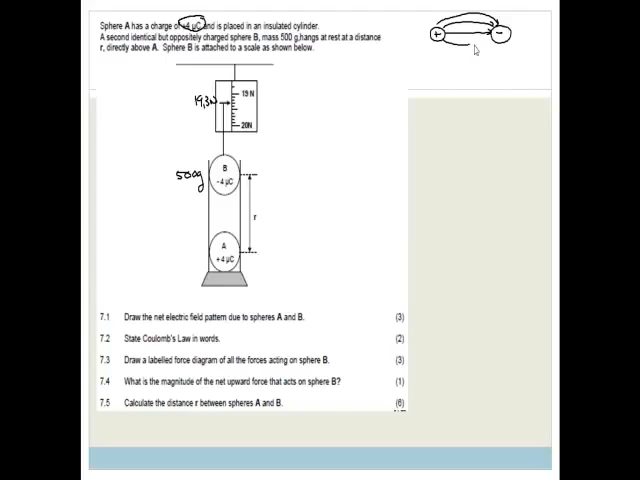 Sphere A has a charge of +4 µC and is placed in an insulated cylinder.
A second identical but oppositely charged sphere B, mass 500 g,hangs at rest at a distance
r, directly above A. Sphere B is attached to a scale as shown below.
+ -
19 N
19,3N
20N
B
500g
- 4 µC
r
A
+ 4 µC
7.1 Draw the net electric field pattern due to spheres A and B. (3)
7.2 State Coulomb's Law in words. (2)
7.3 Draw a labelled force diagram of all the forces acting on sphere B. (3)
7.4 What is the magnitude of the net upward force that acts on sphere B? (1)
7.5 Calculate the distance r between spheres A and B. (6)